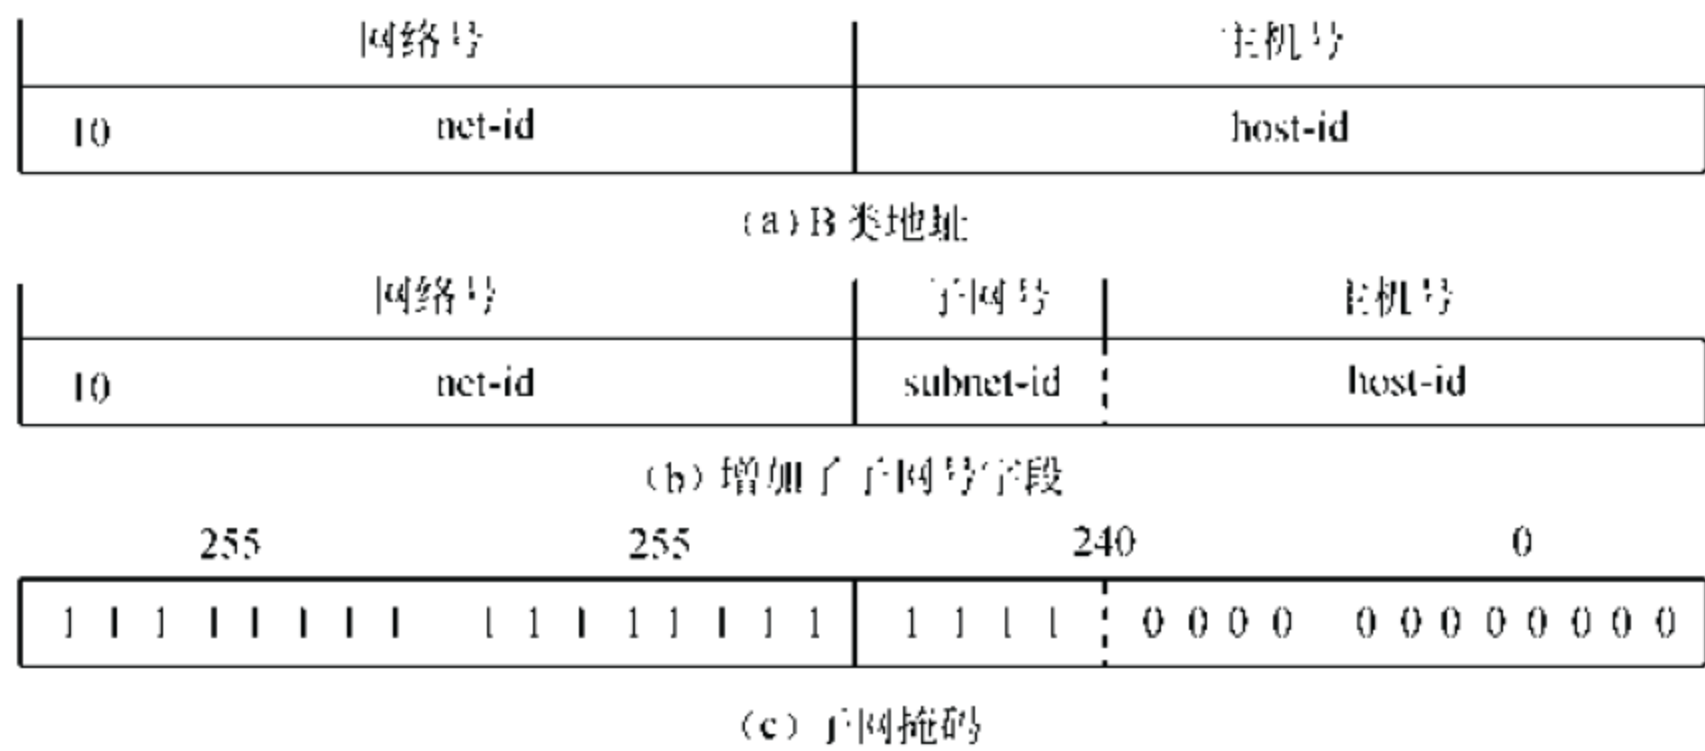 网络号 主机号
10 net-id host-id
(a)B 类地址
网络号 子网号 主机号
10 net-id subnet-id host-id
(b)增加了子网号字段
255 255 240 0
1 1 1 1 1 1 1 1 1 1 1 1 1 1 1 1 1 1 1 1 0 0 0 0 0 0 0 0 0 0 0 0
(c)子网掩码